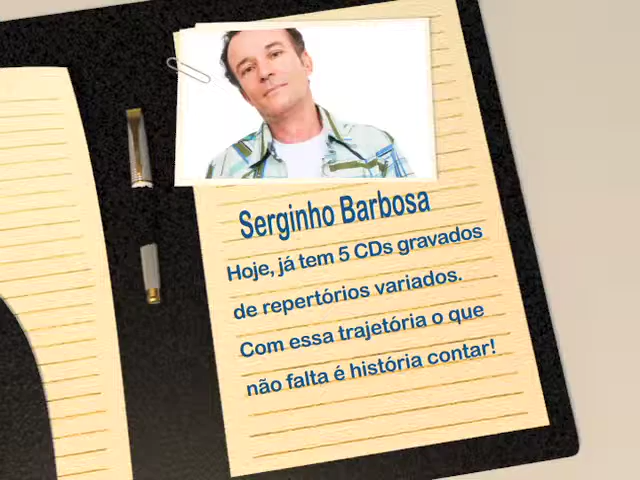 Serginho Barbosa
Hoje, já tem 5 CDs gravados
de repertórios variados.
Com essa trajetória o que
não falta é história contar!